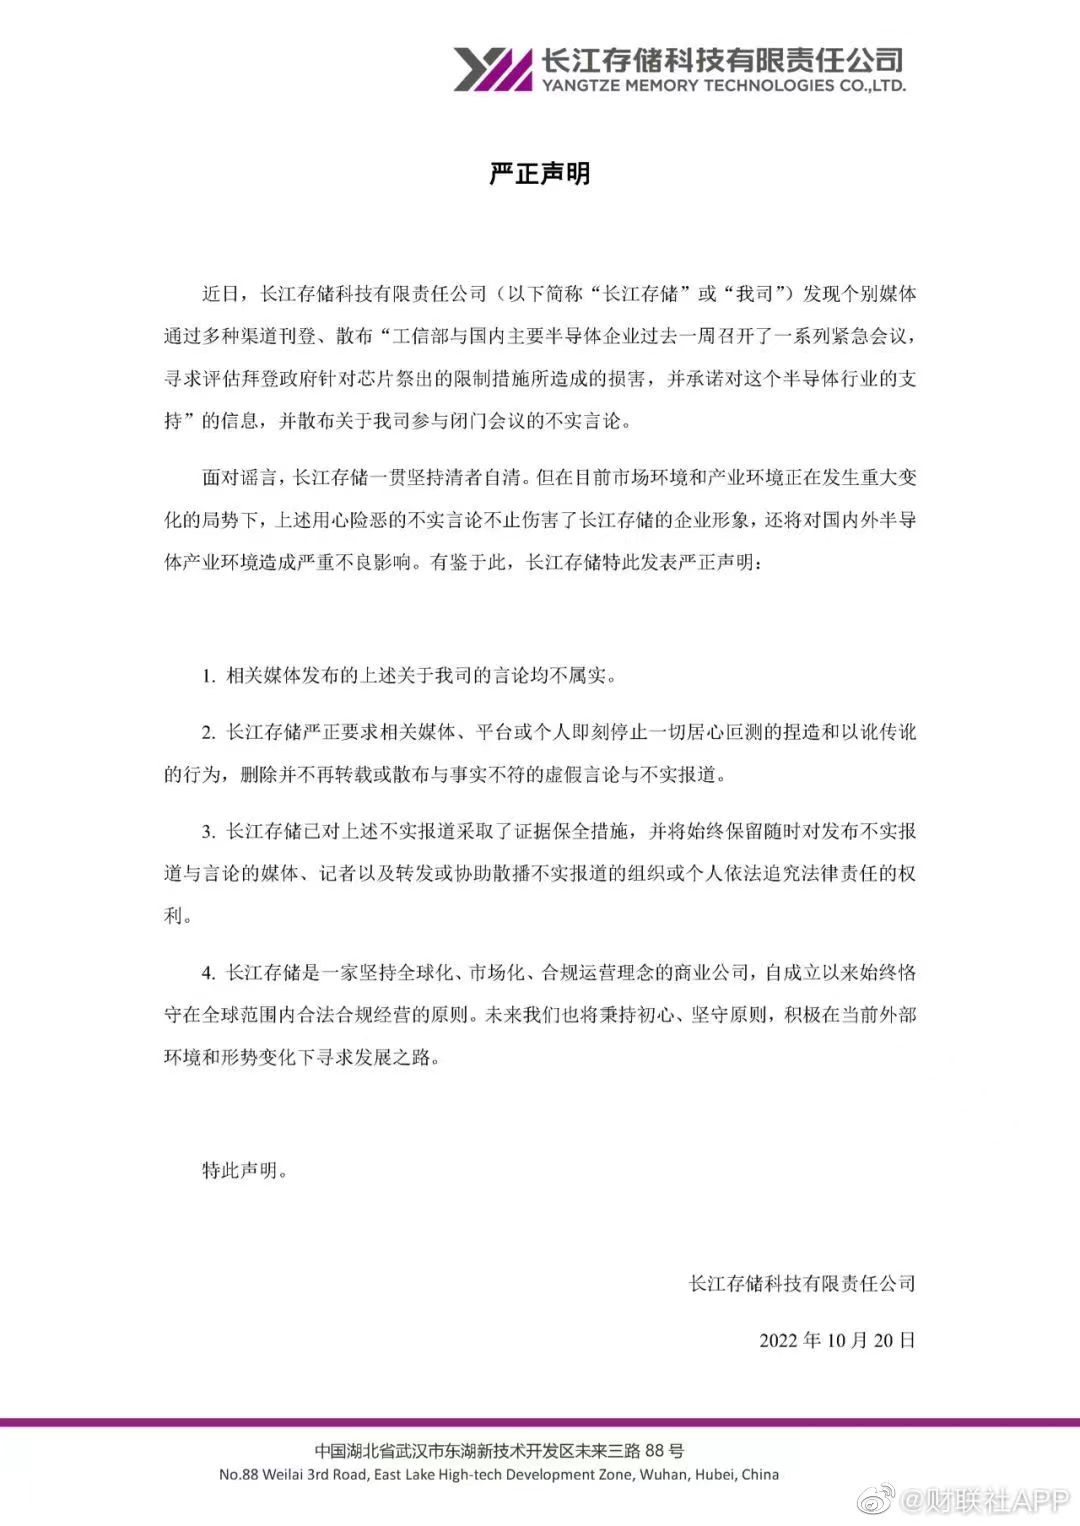 长江存储科技有限责任公司
YANGTZE MEMORY TECHNOLOGIES CO.,LTD.
严正声明
近日，长江存储科技有限责任公司（以下简称“长江存储”或“我司”）发现个别媒体
通过多种渠道刊登、散布“工信部与国内主要半导体企业过去一周召开了一系列紧急会议，
寻求评估拜登政府针对芯片祭出的限制措施所造成的损害，并承诺对这个半导体行业的支
持”的信息，并散布关于我司参与闭门会议的不实言论。
面对谣言，长江存储一贯坚持清者自清。但在目前市场环境和产业环境正在发生重大变
化的局势下，上述用心险恶的不实言论不止伤害了长江存储的企业形象，还将对国内外半导
体产业环境造成严重不良影响。有鉴于此，长江存储特此发表严正声明：
1. 相关媒体发布的上述关于我司的言论均不属实。
2. 长江存储严正要求相关媒体、平台或个人即刻停止一切居心叵测的捏造和以讹传讹
的行为，删除并不再转载或散布与事实不符的虚假言论与不实报道。
3. 长江存储已对上述不实报道采取了证据保全措施，并将始终保留随时对发布不实报
道与言论的媒体、记者以及转发或协助散播不实报道的组织或个人依法追究法律责任的权
利。
4. 长江存储是一家坚持全球化、市场化、合规运营理念的商业公司，自成立以来始终恪
守在全球范围内合法合规经营的原则。未来我们也将秉持初心、坚守原则，积极在当前外部
环境和形势变化下寻求发展之路。
特此声明。
长江存储科技有限责任公司
2022 年 10 月 20 日
中国湖北省武汉市东湖新技术开发区未来三路 88 号
No.88 Weilai 3rd Road, East Lake High-tech Development Zone, Wuhan, Hubei, China
@财联社APP